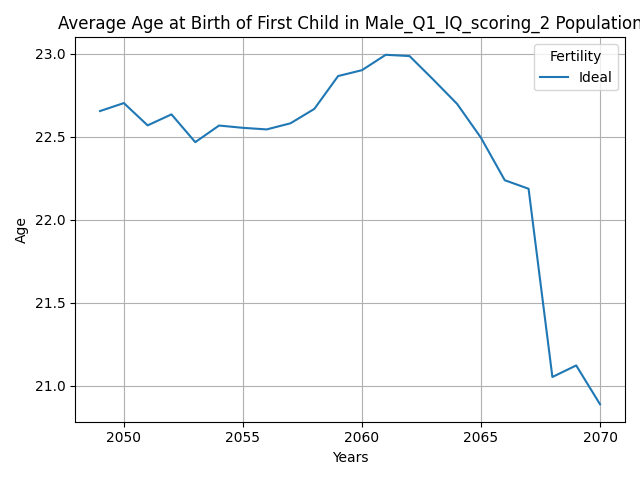 Average Age at Birth of First Child in Male_Q1_IQ_scoring_2 Population
Fertility
Ideal
23.0
22.5
22.0
21.5
21.0
Age
2050 2055 2060 2065 2070
Years